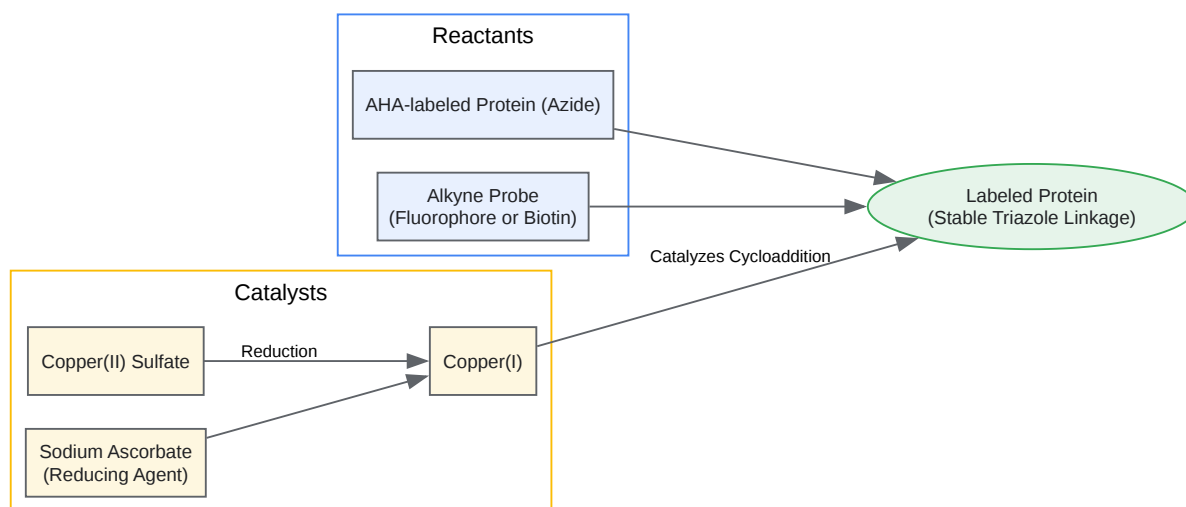 Reactants
AHA-labeled Protein (Azide)
Alkyne Probe
(Fluorophore or Biotin)
Labeled Protein
(Stable Triazole Linkage)
Catalyzes Cycloaddition
Catalysts
Copper(II) Sulfate
Reduction
Copper(I)
Sodium Ascorbate
(Reducing Agent)